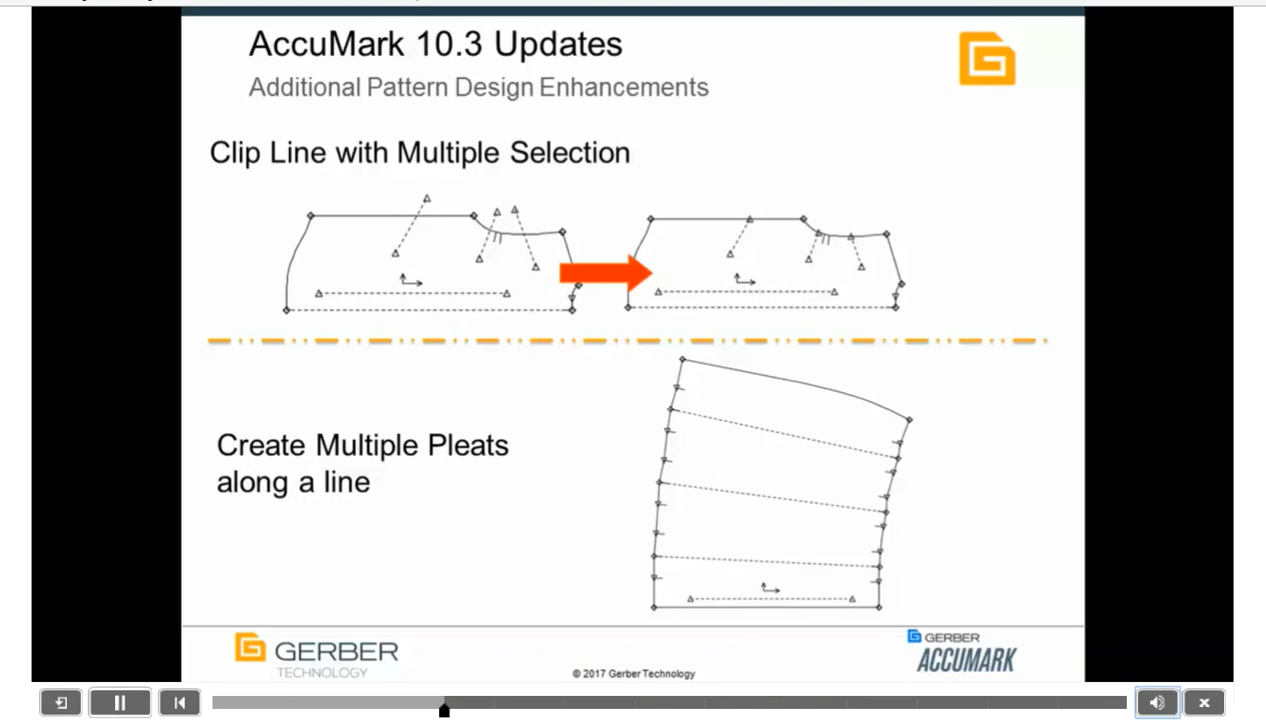 AccuMark 10.3 Updates
Additional Pattern Design Enhancements
Clip Line with Multiple Selection
Create Multiple Pleats
along a line
GERBER
TECHNOLOGY
© 2017 Gerber Technology
GERBER
ACCUMARK